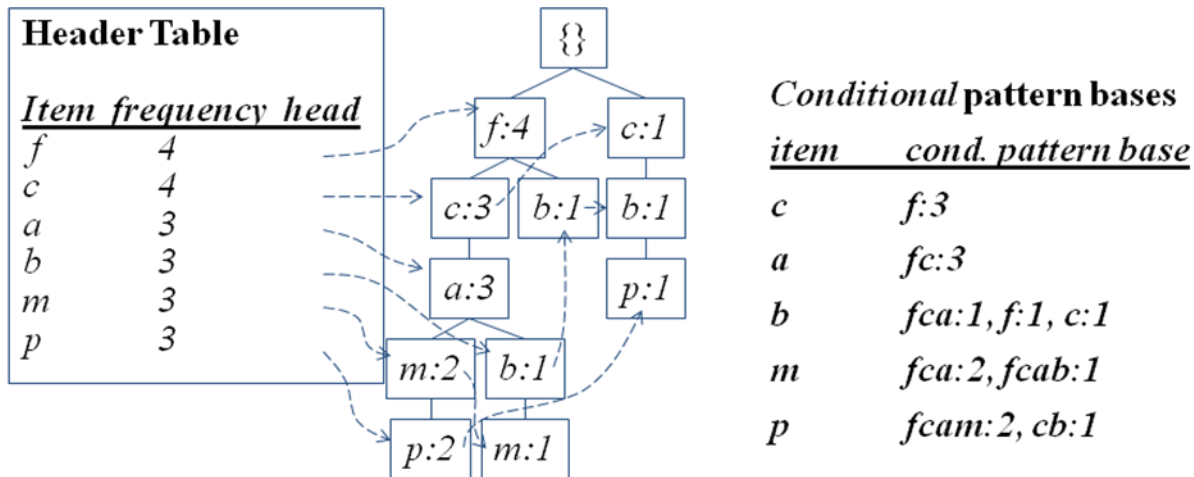 Header Table
Item frequency head
f 4
c 4
a 3
b 3
m 3
p 3
{}
f:4 c:1
c:3 b:1 b:1
a:3 p:1
m:2 b:1
p:2 m:1
Conditional pattern bases
item cond. pattern base
c f:3
a fc:3
b fca:1, f:1, c:1
m fca:2, fcab:1
p fcam:2, cb:1